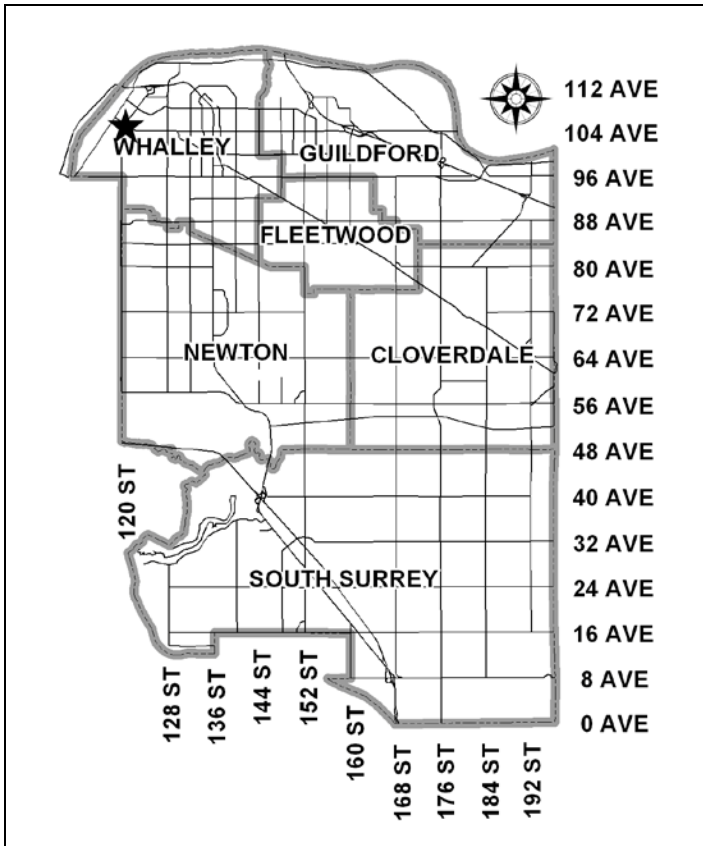 112 AVE
104 AVE
WHALLEY
GUILDFORD
96 AVE
88 AVE
FLEETWOOD
80 AVE
72 AVE
NEWTON
CLOVERDALE
64 AVE
56 AVE
48 AVE
120 ST
40 AVE
32 AVE
SOUTH SURREY
24 AVE
16 AVE
8 AVE
0 AVE
128 ST
136 ST
144 ST
152 ST
160 ST
168 ST
176 ST
184 ST
192 ST